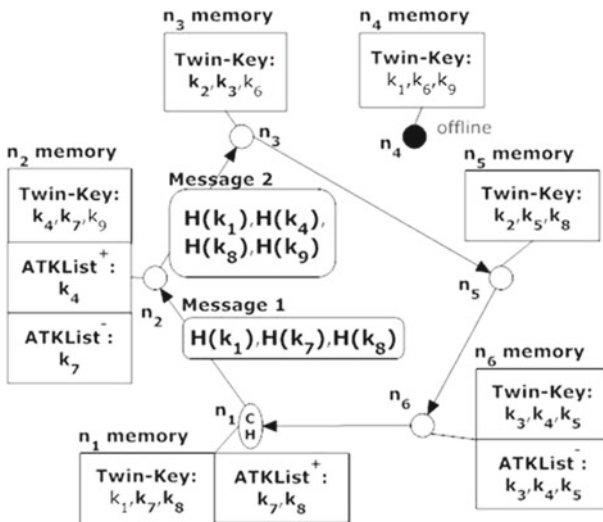 n3 memory
Twin-Key:
k2,k3,k6
n3
n4 memory
Twin-Key:
k1,k6,k9
offline
n4
n2 memory
Twin-Key:
k4,k7,k9
ATKList+:
k4
ATKList-:
k7
n2
Message 2
H(k1),H(k4),
H(k8),H(k9)
Message 1
H(k1),H(k7),H(k8)
n5 memory
Twin-Key:
k2,k5,k8
n5
n1
C
H
n1 memory
Twin-Key:
k1,k7,k8
ATKList+:
k7,k8
n6
n6 memory
Twin-Key:
k3,k4,k5
ATKList-:
k3,k4,k5